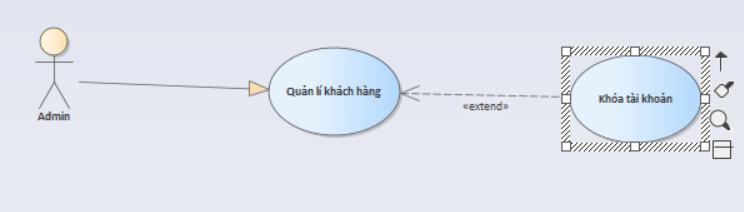 Admin
Quản lí khách hàng
«extend»
Khóa tài khoản